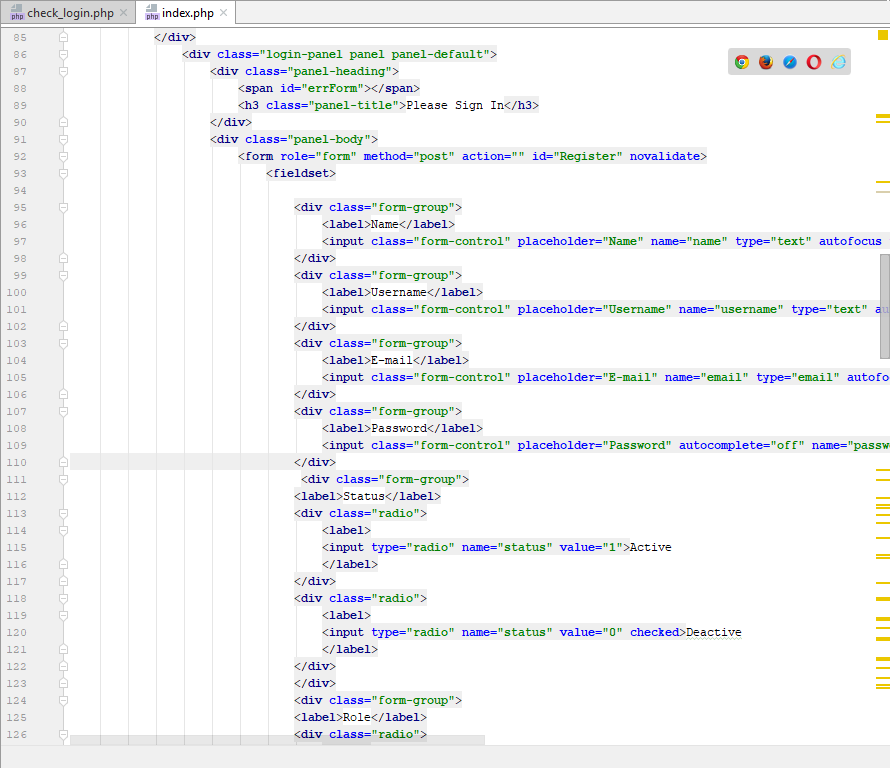 check_login.php
index.php
85 </div>
86 <div class="login-panel panel panel-default">
87 <div class="panel-heading">
88 <span id="errForm"></span>
89 <h3 class="panel-title">Please Sign In</h3>
90 </div>
91 <div class="panel-body">
92 <form role="form" method="post" action="" id="Register" novalidate>
93 <fieldset>
94
95 <div class="form-group">
96 <label>Name</label>
97 <input class="form-control" placeholder="Name" name="name" type="text" autofocus
98 </div>
99 <div class="form-group">
100 <label>Username</label>
101 <input class="form-control" placeholder="Username" name="username" type="text" au
102 </div>
103 <div class="form-group">
104 <label>E-mail</label>
105 <input class="form-control" placeholder="E-mail" name="email" type="email" autofo
106 </div>
107 <div class="form-group">
108 <label>Password</label>
109 <input class="form-control" placeholder="Password" autocomplete="off" name="passw
110 </div>
111 <div class="form-group">
112 <label>Status</label>
113 <div class="radio">
114 <label>
115 <input type="radio" name="status" value="1">Active
116 </label>
117 </div>
118 <div class="radio">
119 <label>
120 <input type="radio" name="status" value="0" checked>Deactive
121 </label>
122 </div>
123 </div>
124 <div class="form-group">
125 <label>Role</label>
126 <div class="radio">